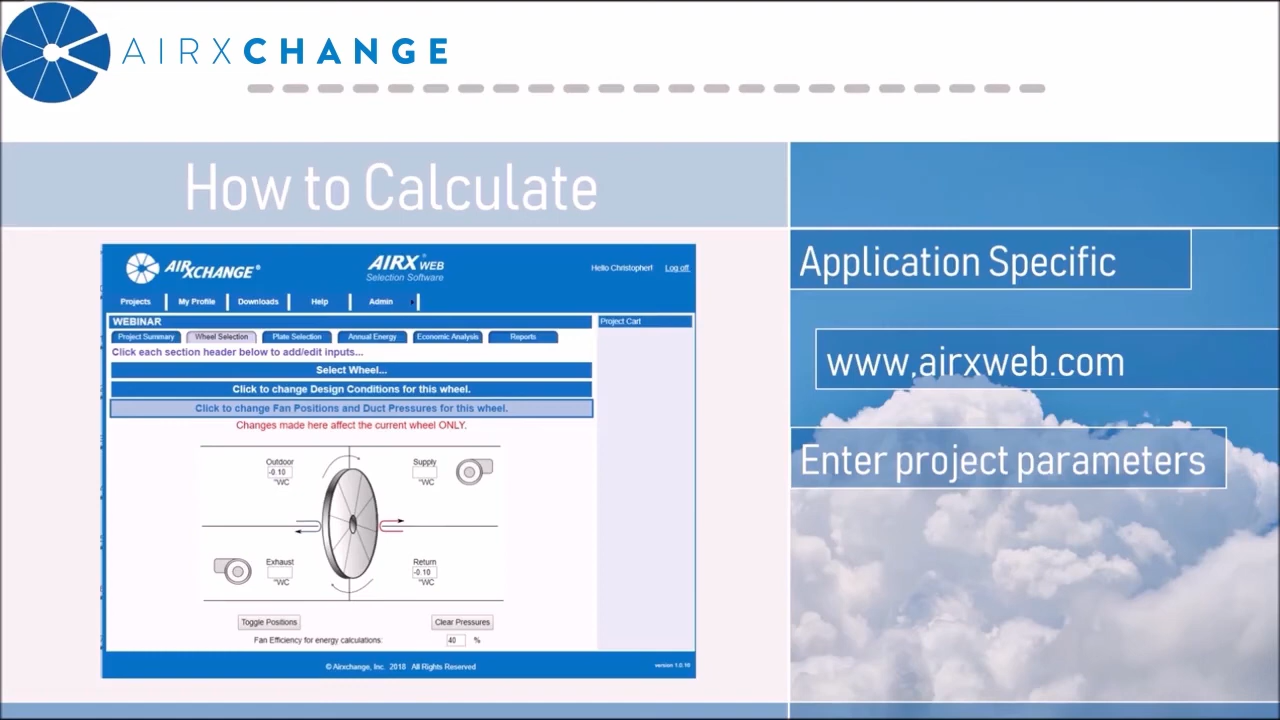 AIRXCHANGE
How to Calculate
AIRXCHANGE®
AIRX WEB
Selection Software
Hello Christopher!
Log off
Projects
My Profile
Downloads
Help
Admin
WEBINAR
Project Cart
Project Summary
Wheel Selection
Plate Selection
Annual Energy
Economic Analysis
Reports
Click each section header below to add/edit inputs...
Select Wheel...
Click to change Design Conditions for this wheel.
Click to change Fan Positions and Duct Pressures for this wheel.
Changes made here affect the current wheel ONLY.
Outdoor
-0.10
"WC
Supply
"WC
Exhaust
"WC
Return
-0.10
"WC
Toggle Positions
Clear Pressures
Fan Efficiency for energy calculations: 40 %
© Airxchange, Inc. 2018 All Rights Reserved
version 1.0.10
Application Specific
www.airxweb.com
Enter project parameters